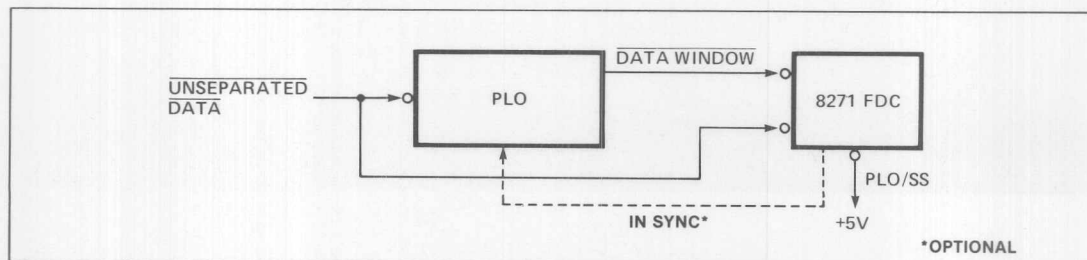 DATA WINDOW
UNSEPARATED
DATA
PLO
8271 FDC
PLO/SS
IN SYNC*
+5V
*OPTIONAL